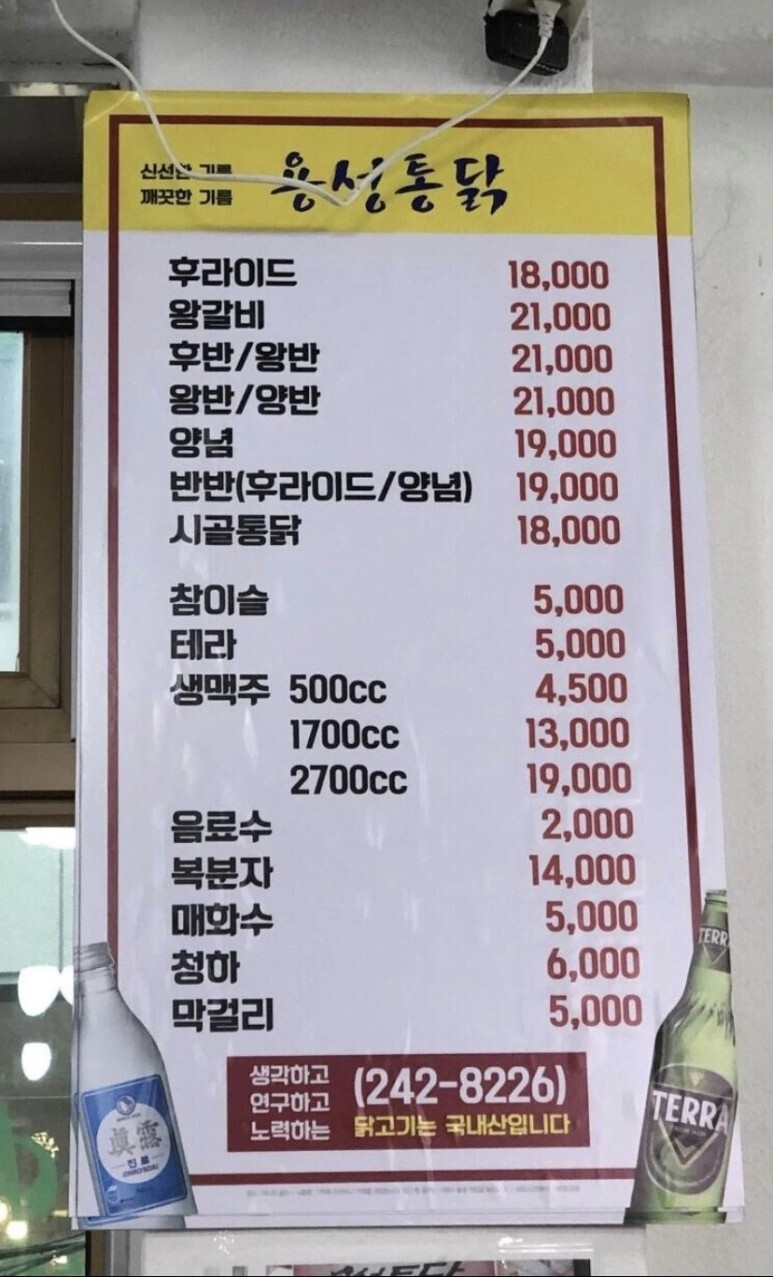 신선한 기름
깨끗한 기름
용성통닭
후라이드 18,000
왕갈비 21,000
후반/왕반 21,000
왕반/양반 21,000
양념 19,000
반반(후라이드/양념) 19,000
시골통닭 18,000
참이슬 5,000
테라 5,000
생맥주 500cc 4,500
1700cc 13,000
2700cc 19,000
음료수 2,000
복분자 14,000
매화수 5,000
청하 6,000
막걸리 5,000
생각하고
연구하고
노력하는
(242-8226)
닭고기는 국내산입니다
眞露
진로
TERRA
TERRA